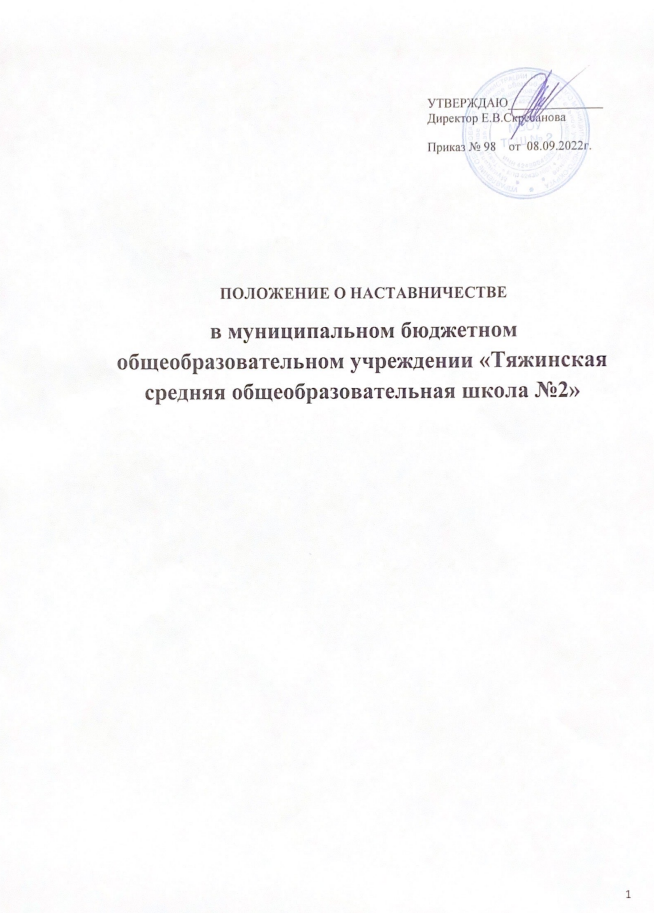 УТВЕРЖДАЮ
Директор Е.В.Скребанова
Приказ № 98 от 08.09.2022г.
ПОЛОЖЕНИЕ О НАСТАВНИЧЕСТВЕ
в муниципальном бюджетном
общеобразовательном учреждении «Тяжинская
средняя общеобразовательная школа №2»
1